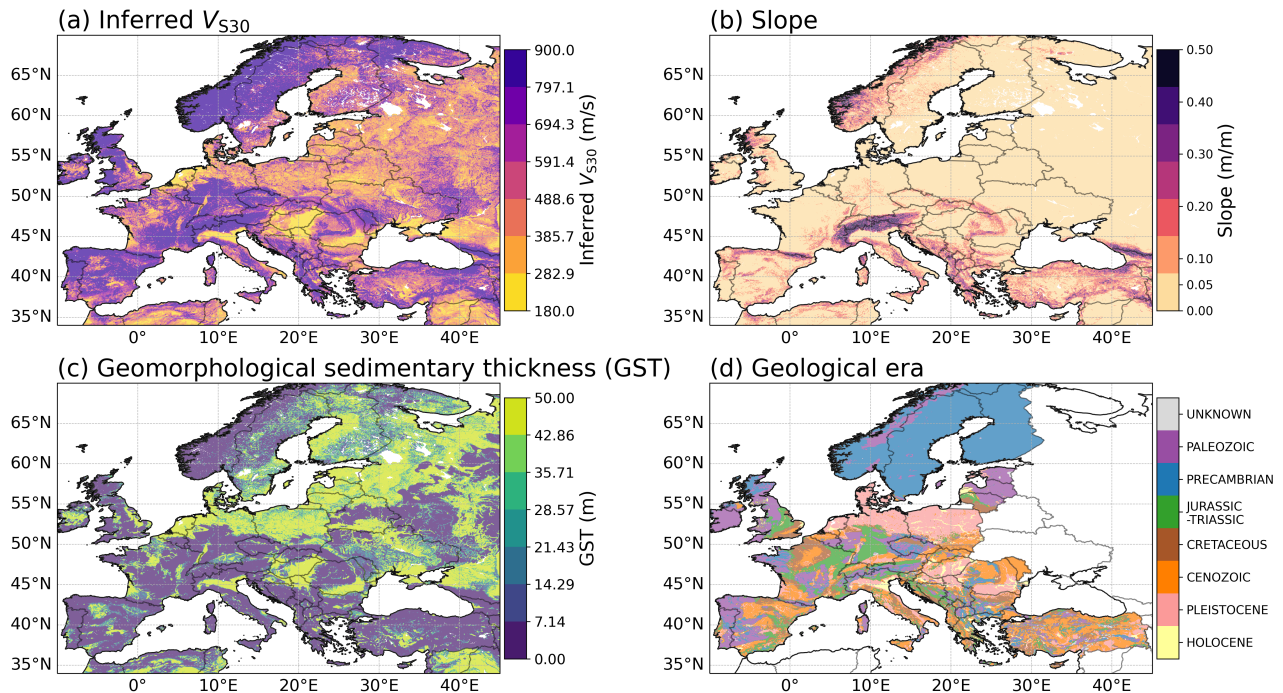 (a) Inferred V_S30
65°N
60°N
55°N
50°N
45°N
40°N
35°N
0°
10°E
20°E
30°E
40°E
900.0
797.1
694.3
591.4
488.6
385.7
282.9
180.0
Inferred V_S30 (m/s)
(b) Slope
65°N
60°N
55°N
50°N
45°N
40°N
35°N
0°
10°E
20°E
30°E
40°E
0.50
0.40
0.30
0.20
0.10
0.05
0.00
Slope (m/m)
(c) Geomorphological sedimentary thickness (GST)
65°N
60°N
55°N
50°N
45°N
40°N
35°N
0°
10°E
20°E
30°E
40°E
50.00
42.86
35.71
28.57
21.43
14.29
7.14
0.00
GST (m)
(d) Geological era
65°N
60°N
55°N
50°N
45°N
40°N
35°N
0°
10°E
20°E
30°E
40°E
UNKNOWN
PALEOZOIC
PRECAMBRIAN
JURASSIC
-TRIASSIC
CRETACEOUS
CENOZOIC
PLEISTOCENE
HOLOCENE